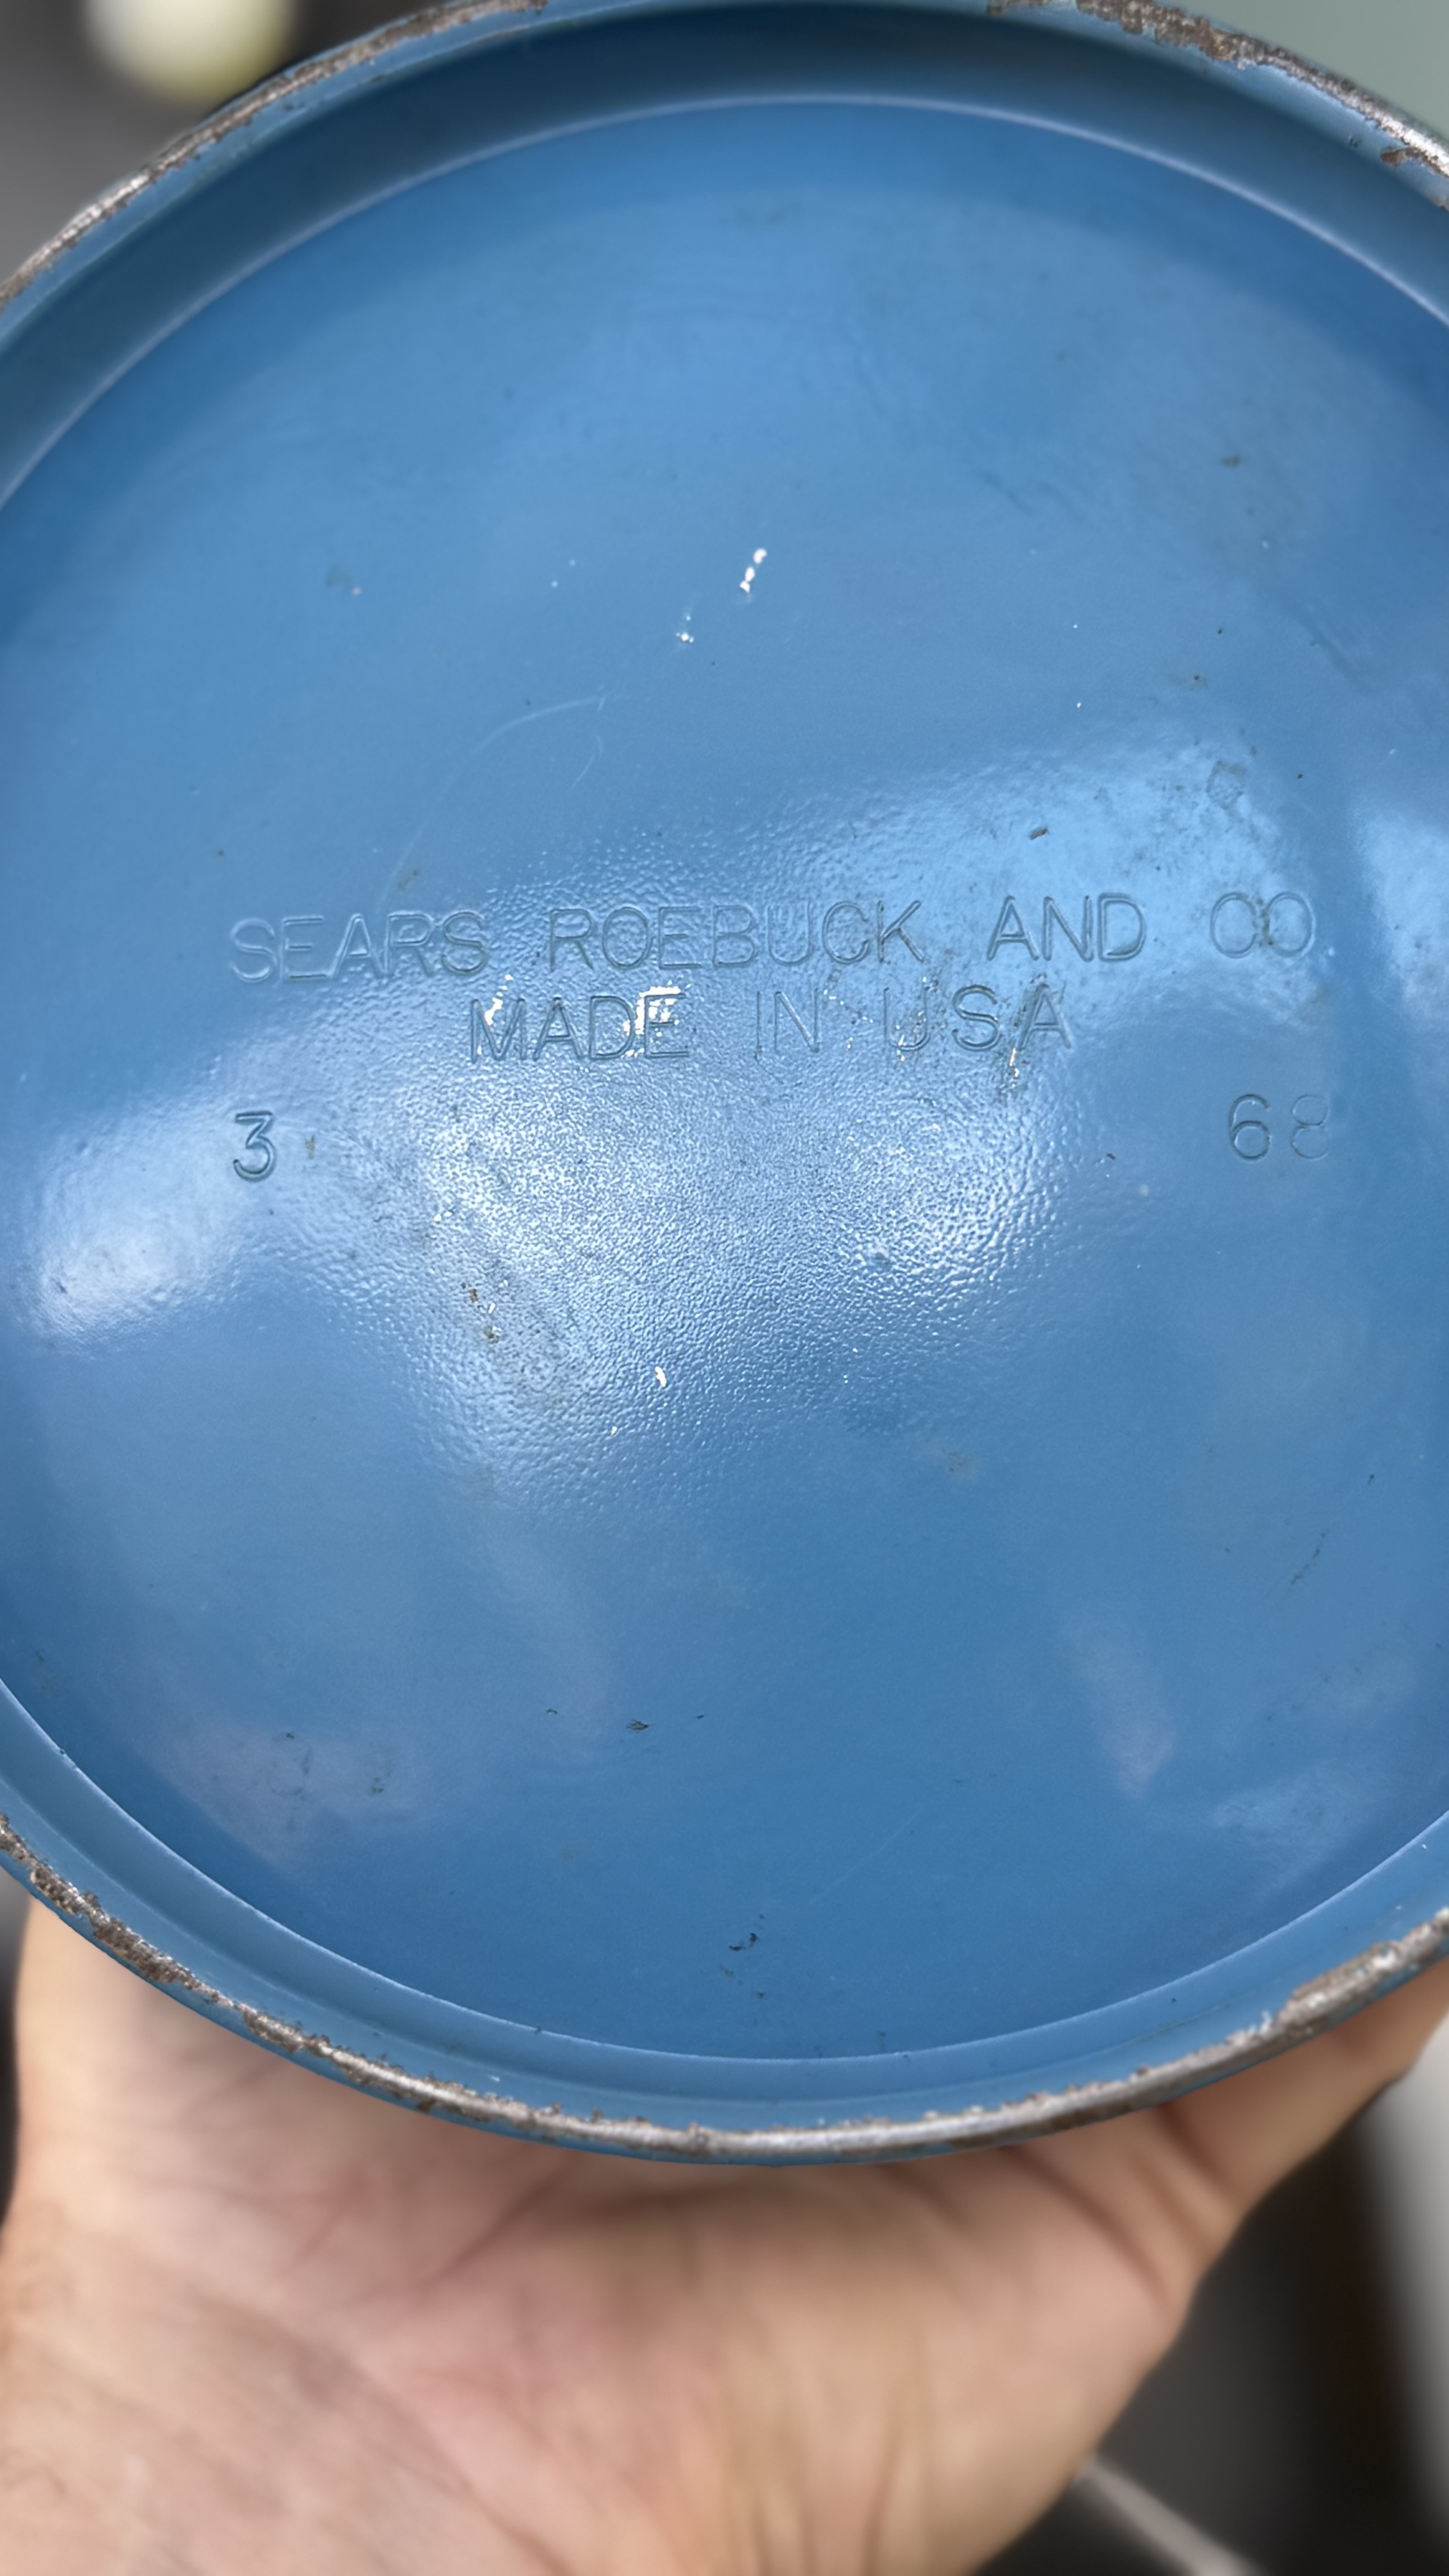 SEARS ROEBUCK AND CO
MADE IN USA
3 68